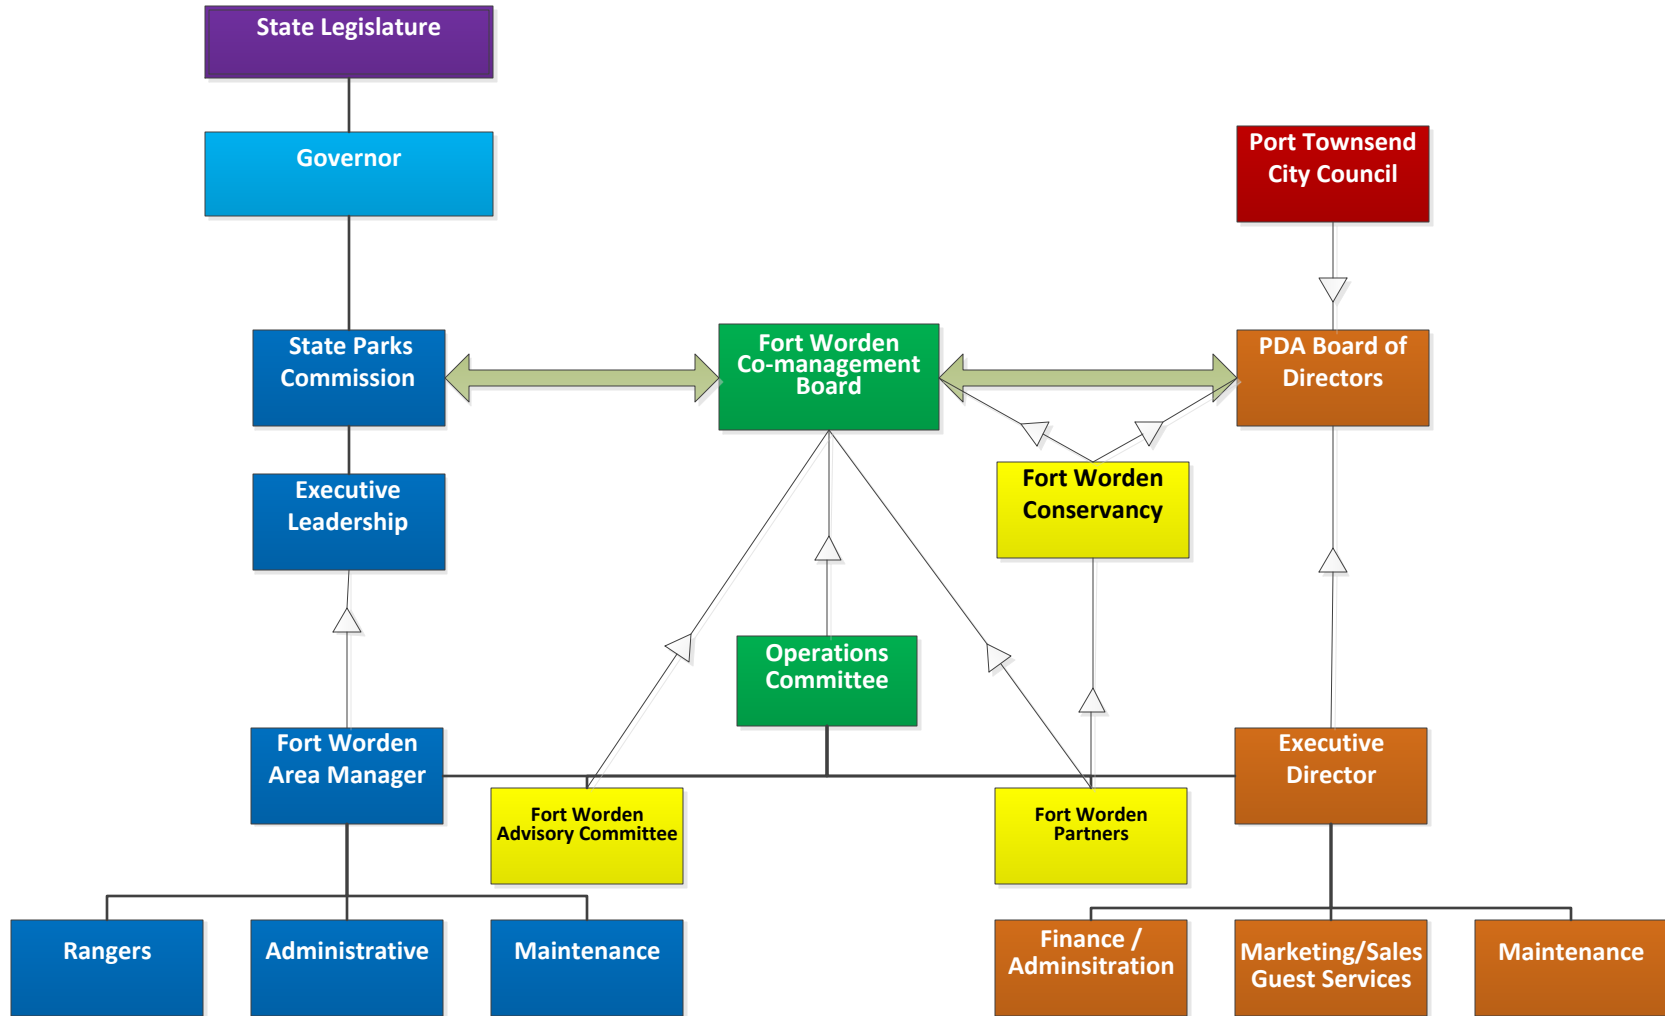 State Legislature
Governor
Port Townsend
City Council
State Parks
Commission
Fort Worden
Co-management
Board
PDA Board of
Directors
Executive
Leadership
Fort Worden
Conservancy
Operations
Committee
Fort Worden
Area Manager
Executive
Director
Fort Worden
Advisory Committee
Fort Worden
Partners
Rangers
Administrative
Maintenance
Finance /
Adminsitration
Marketing/Sales
Guest Services
Maintenance